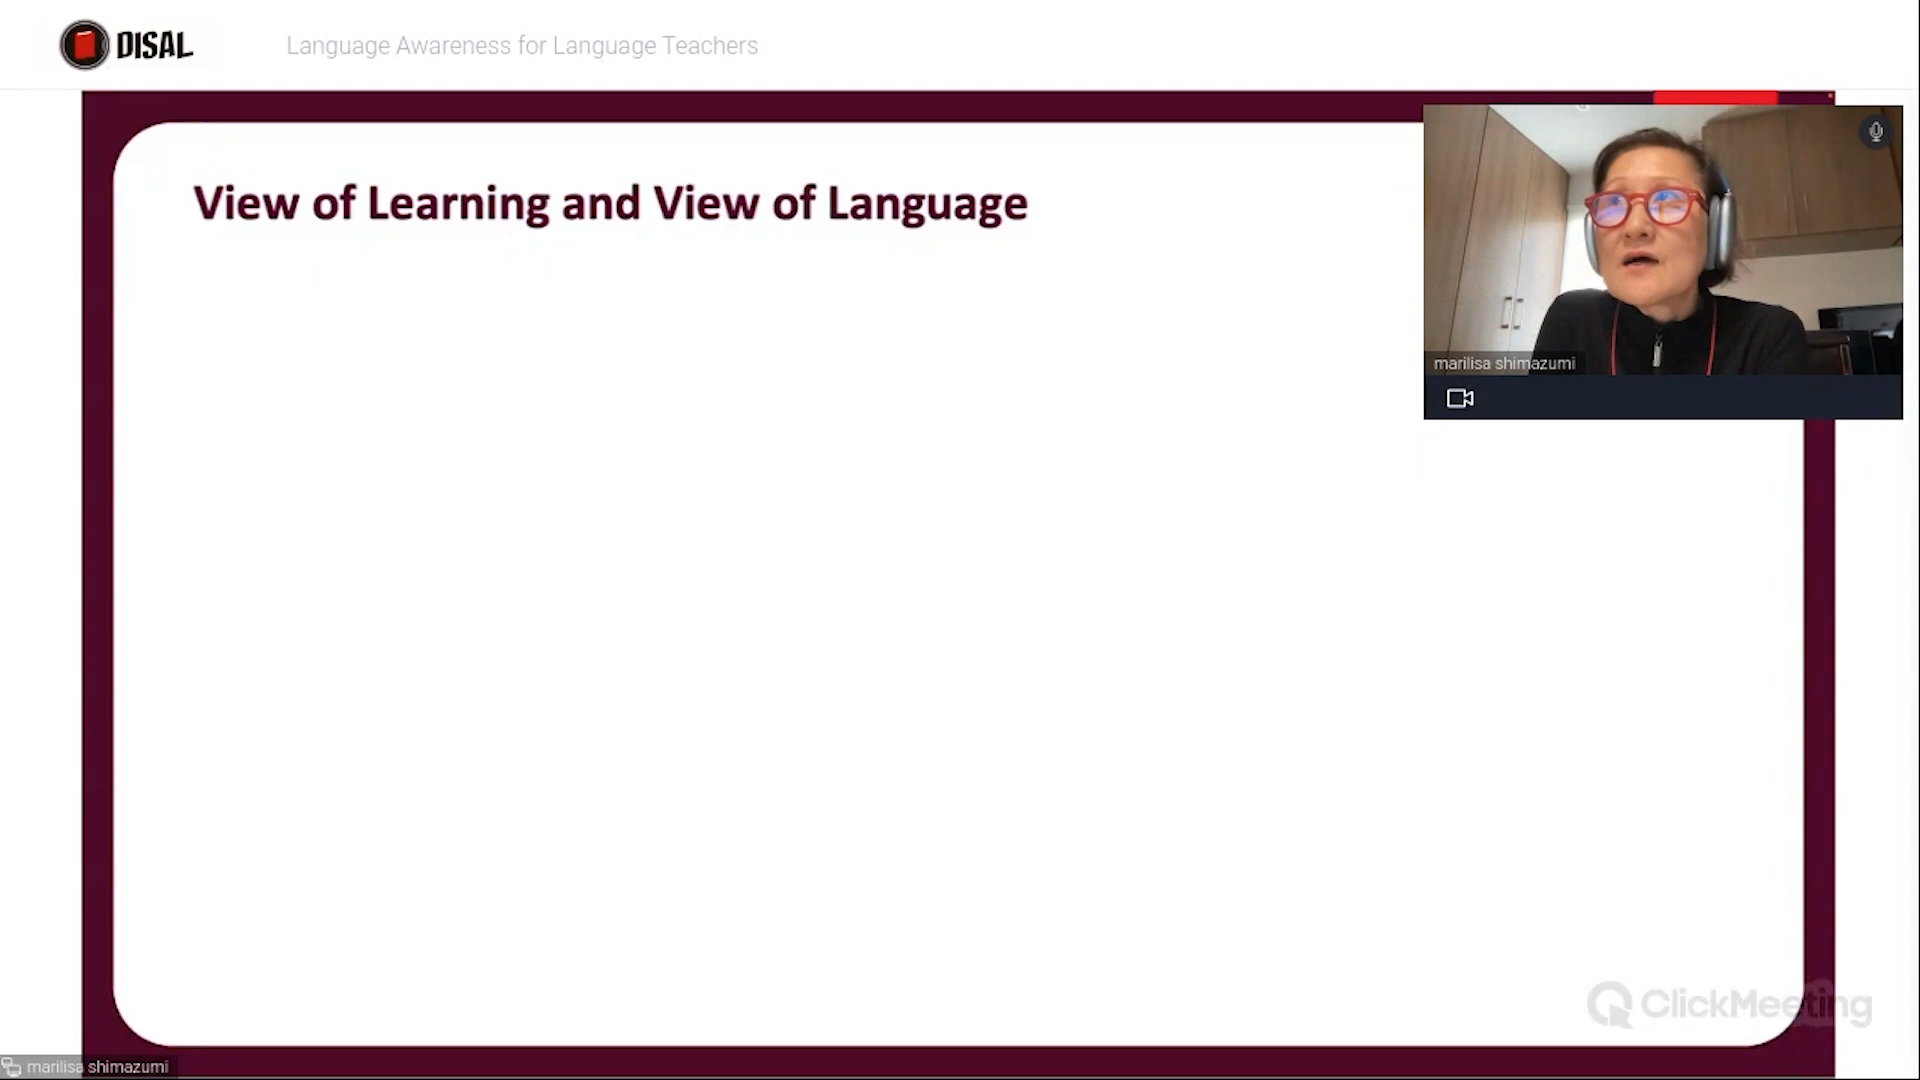 DISAL
Language Awareness for Language Teachers
View of Learning and View of Language
marilisa shimazumi
ClickMeeting
marilisa shimazumi